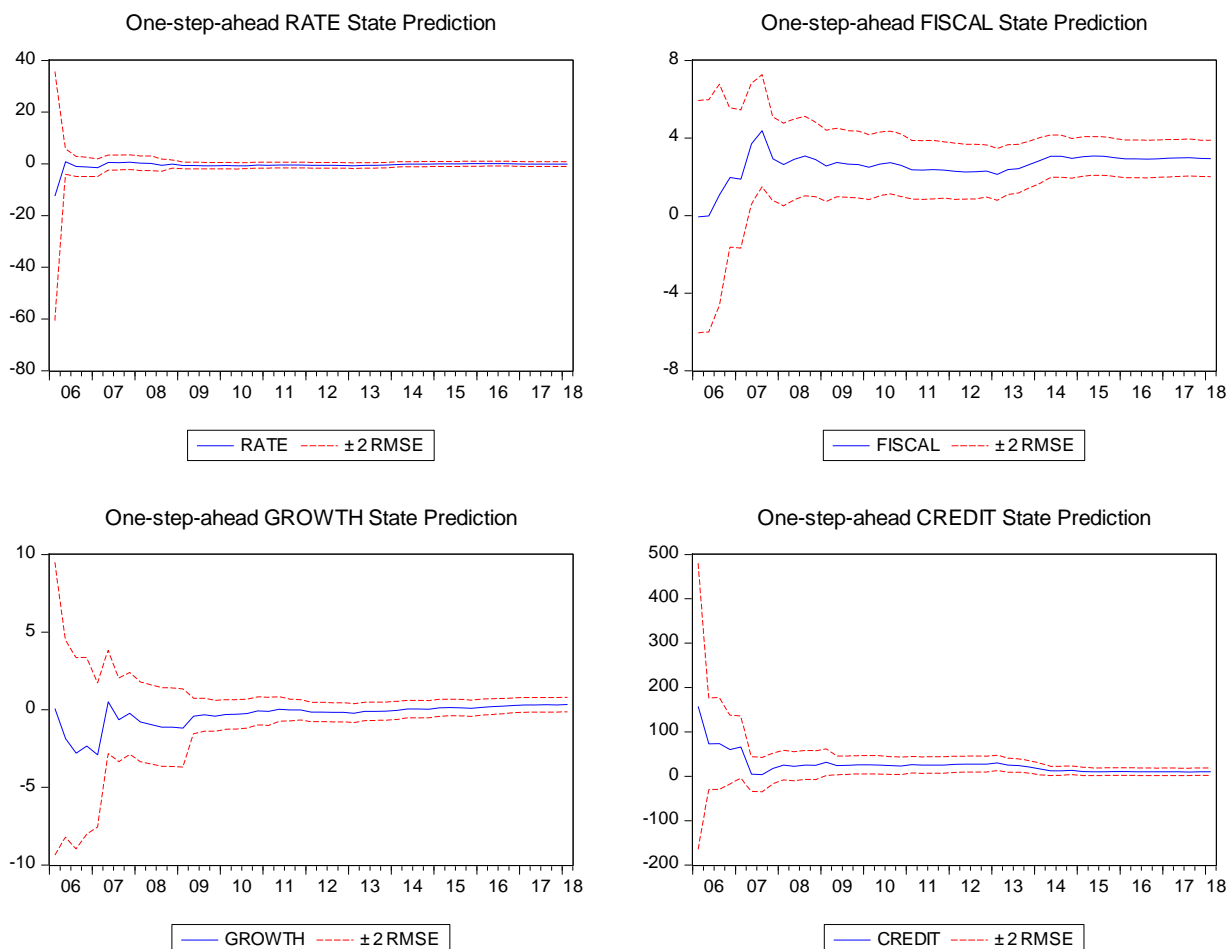 One-step-ahead RATE State Prediction
40
20
0
-20
-40
-60
-80
06 07 08 09 10 11 12 13 14 15 16 17 18
RATE ± 2 RMSE
One-step-ahead FISCAL State Prediction
8
4
0
-4
-8
06 07 08 09 10 11 12 13 14 15 16 17 18
FISCAL ± 2 RMSE
One-step-ahead GROWTH State Prediction
10
5
0
-5
-10
06 07 08 09 10 11 12 13 14 15 16 17 18
GROWTH ± 2 RMSE
One-step-ahead CREDIT State Prediction
500
400
300
200
100
0
-100
-200
06 07 08 09 10 11 12 13 14 15 16 17 18
CREDIT ± 2 RMSE